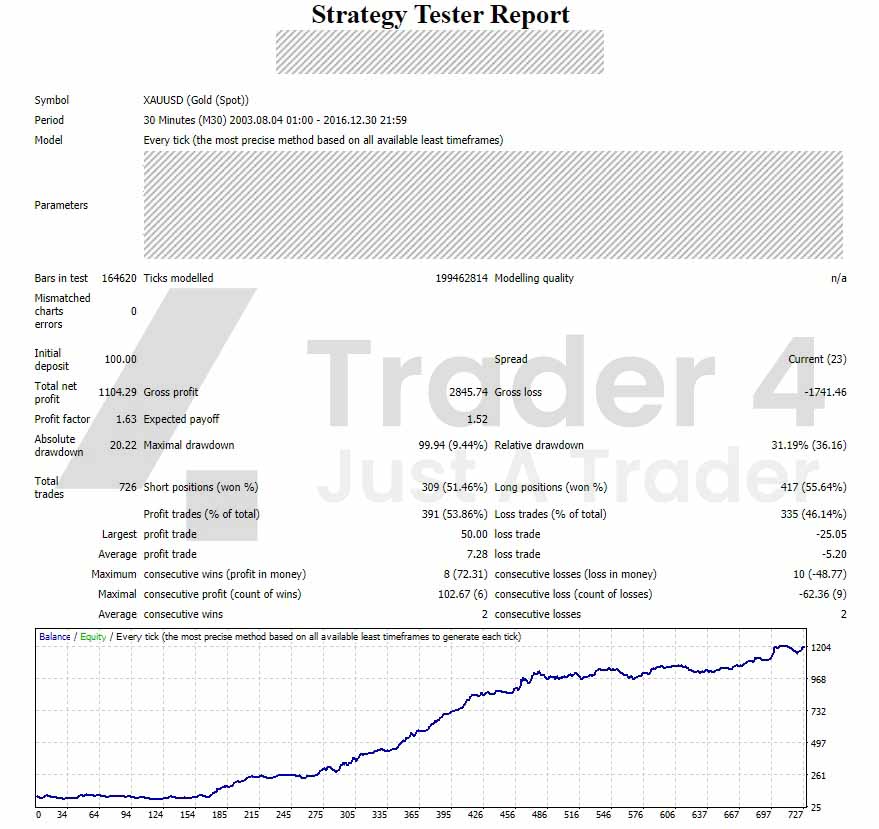 Strategy Tester Report
Symbol XAUUSD (Gold (Spot))
Period 30 Minutes (M30) 2003.08.04 01:00 - 2016.12.30 21:59
Model Every tick (the most precise method based on all available least timeframes)
Parameters
Bars in test 164620 Ticks modelled 199462814 Modelling quality n/a
Mismatched
charts 0
errors
Initial
deposit 100.00 Spread Current (23)
Total net
profit 1104.29 Gross profit 2845.74 Gross loss -1741.46
Profit factor 1.63 Expected payoff 1.52
Absolute
drawdown 20.22 Maximal drawdown 99.94 (9.44%) Relative drawdown 31.19% (36.16)
Total
trades 726 Short positions (won %) 309 (51.46%) Long positions (won %) 417 (55.64%)
Profit trades (% of total) 391 (53.86%) Loss trades (% of total) 335 (46.14%)
Largest profit trade 50.00 loss trade -25.05
Average profit trade 7.28 loss trade -5.20
Maximum consecutive wins (profit in money) 8 (72.31) consecutive losses (loss in money) 10 (-48.77)
Maximal consecutive profit (count of wins) 102.67 (6) consecutive loss (count of losses) -62.36 (9)
Average consecutive wins 2 consecutive losses 2
Trader 4
Just A Trader
Balance / Equity / Every tick (the most precise method based on all available least timeframes to generate each tick)
1204
968
732
497
261
25
0 34 64 94 124 154 185 215 245 275 305 335 365 395 426 456 486 516 546 576 606 637 667 697 727